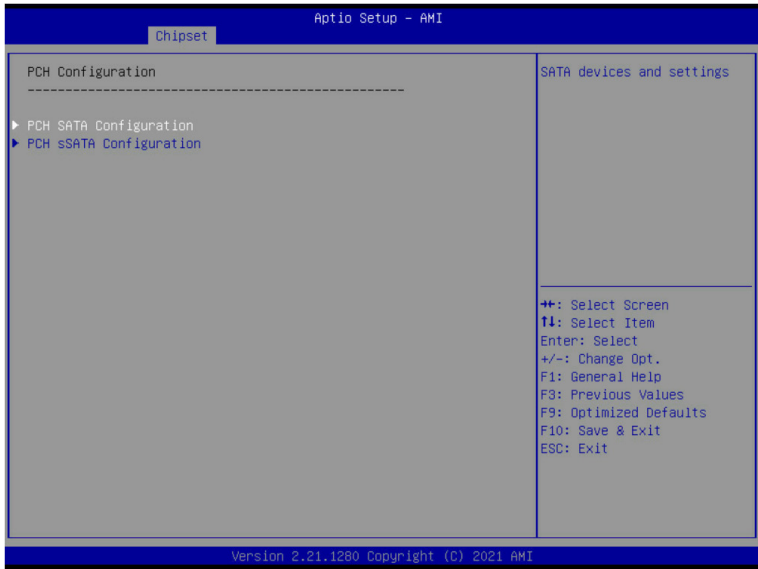 Aptio Setup – AMI
Chipset
PCH Configuration
------------------------------------------------
▶ PCH SATA Configuration
▶ PCH sSATA Configuration
SATA devices and settings
→←: Select Screen
↑↓: Select Item
Enter: Select
+/-: Change Opt.
F1: General Help
F3: Previous Values
F9: Optimized Defaults
F10: Save & Exit
ESC: Exit
Version 2.21.1280 Copyright (C) 2021 AMI